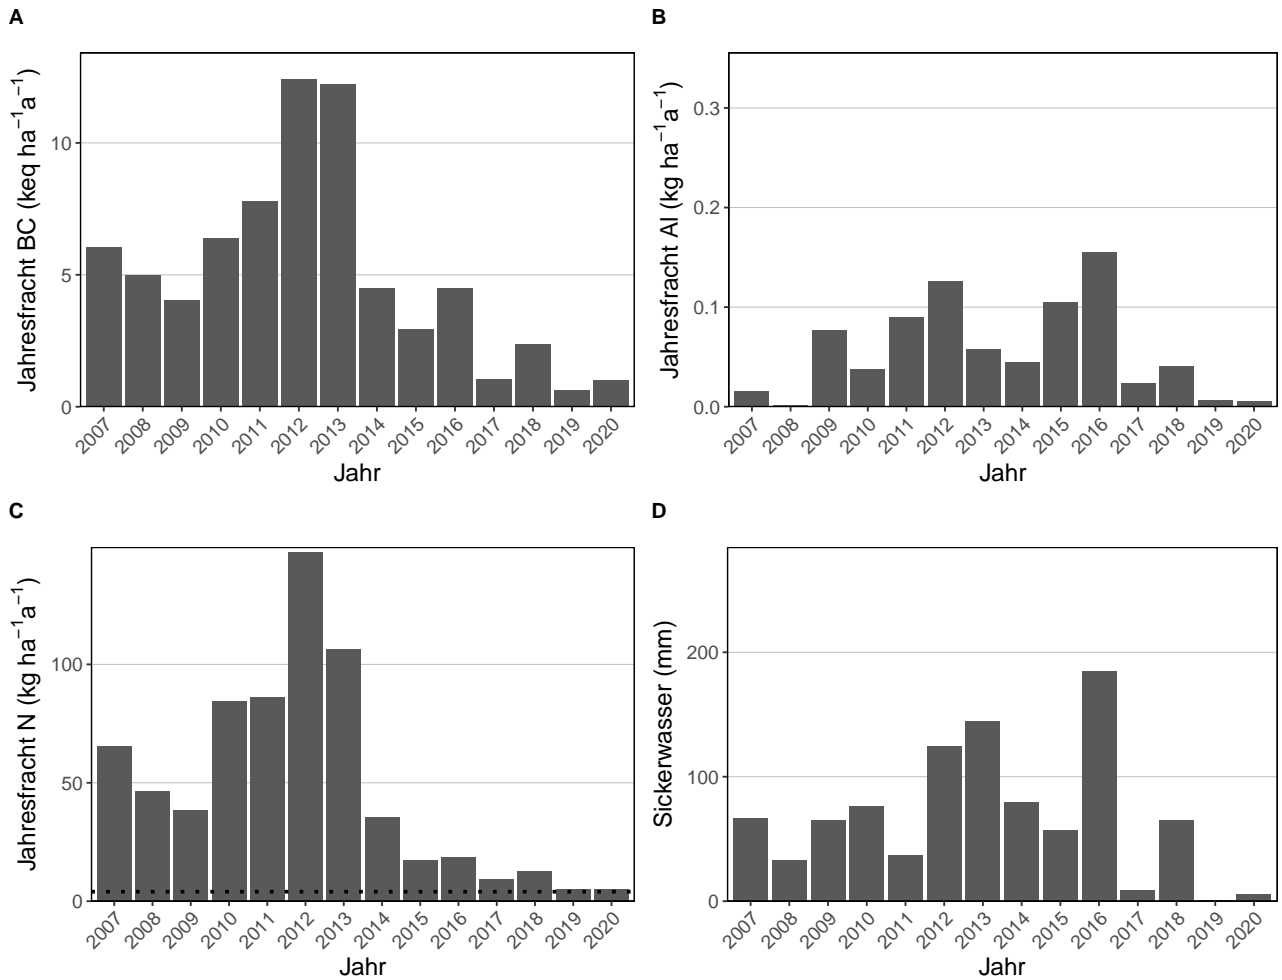 A
Jahresfracht BC (keq ha⁻¹a⁻¹)
10
5
0
2007 2008 2009 2010 2011 2012 2013 2014 2015 2016 2017 2018 2019 2020
Jahr
B
Jahresfracht Al (kg ha⁻¹a⁻¹)
0.3
0.2
0.1
0.0
2007 2008 2009 2010 2011 2012 2013 2014 2015 2016 2017 2018 2019 2020
Jahr
C
Jahresfracht N (kg ha⁻¹a⁻¹)
100
50
0
2007 2008 2009 2010 2011 2012 2013 2014 2015 2016 2017 2018 2019 2020
Jahr
D
Sickerwasser (mm)
200
100
0
2007 2008 2009 2010 2011 2012 2013 2014 2015 2016 2017 2018 2019 2020
Jahr